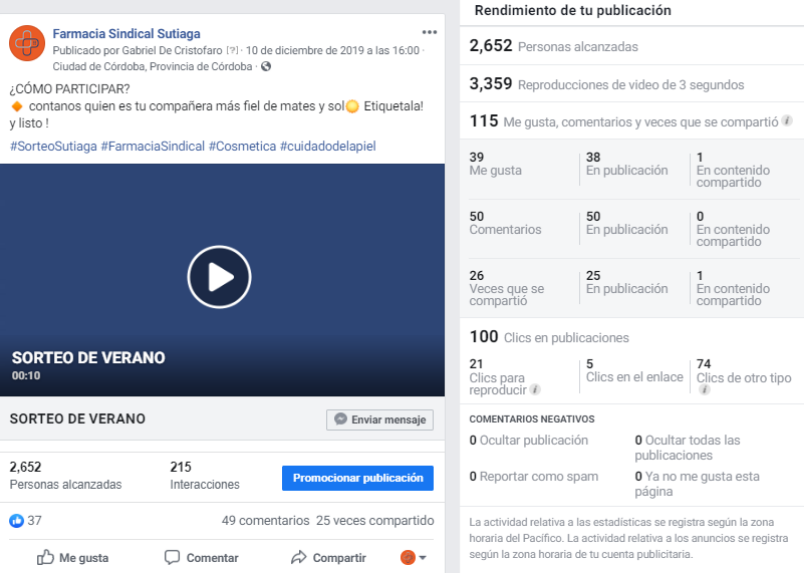 Farmacia Sindical Sutiaga
Publicado por Gabriel De Cristofaro [?] · 10 de diciembre de 2019 a las 16:00 ·
Ciudad de Córdoba, Provincia de Córdoba ·
¿CÓMO PARTICIPAR?
🔸 contanos quien es tu compañera más fiel de mates y sol🌞 Etiquetala!
y listo !
#SorteoSutiaga #FarmaciaSindical #Cosmetica #cuidadodelapiel
SORTEO DE VERANO
00:10
SORTEO DE VERANO
Enviar mensaje
2,652
Personas alcanzadas
215
Interacciones
Promocionar publicación
37
49 comentarios 25 veces compartido
Me gusta
Comentar
Compartir
Rendimiento de tu publicación
2,652 Personas alcanzadas
3,359 Reproducciones de video de 3 segundos
115 Me gusta, comentarios y veces que se compartió
39
Me gusta
38
En publicación
1
En contenido
compartido
50
Comentarios
50
En publicación
0
En contenido
compartido
26
Veces que se
compartió
25
En publicación
1
En contenido
compartido
100 Clics en publicaciones
21
Clics para
reproducir
5
Clics en el enlace
74
Clics de otro tipo
COMENTARIOS NEGATIVOS
0 Ocultar publicación
0 Ocultar todas las
publicaciones
0 Reportar como spam
0 Ya no me gusta esta
página
La actividad relativa a las estadísticas se registra según la zona
horaria del Pacífico. La actividad relativa a los anuncios se registra
según la zona horaria de tu cuenta publicitaria.